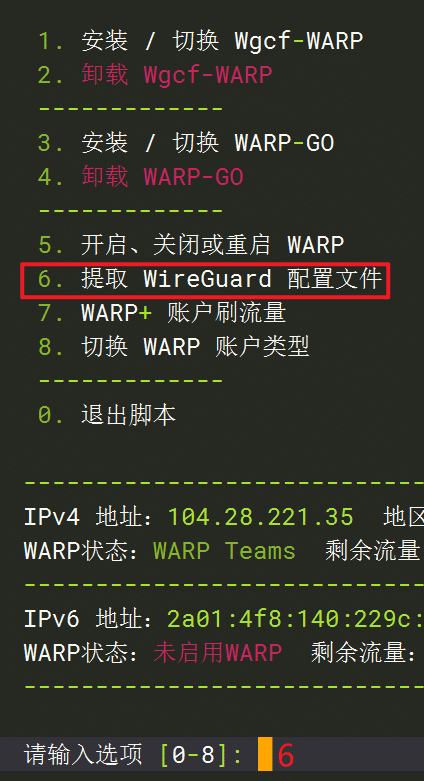 1. 安装 / 切换 Wgcf-WARP
2. 卸载 Wgcf-WARP
-------------
3. 安装 / 切换 WARP-GO
4. 卸载 WARP-GO
-------------
5. 开启、关闭或重启 WARP
6. 提取 WireGuard 配置文件
7. WARP+ 账户刷流量
8. 切换 WARP 账户类型
-------------
0. 退出脚本
----------------------------
IPv4 地址：104.28.221.35 地区
WARP状态：WARP Teams 剩余流量
----------------------------
IPv6 地址：2a01:4f8:140:229c:
WARP状态：未启用WARP 剩余流量：
----------------------------
请输入选项 [0-8]: 6